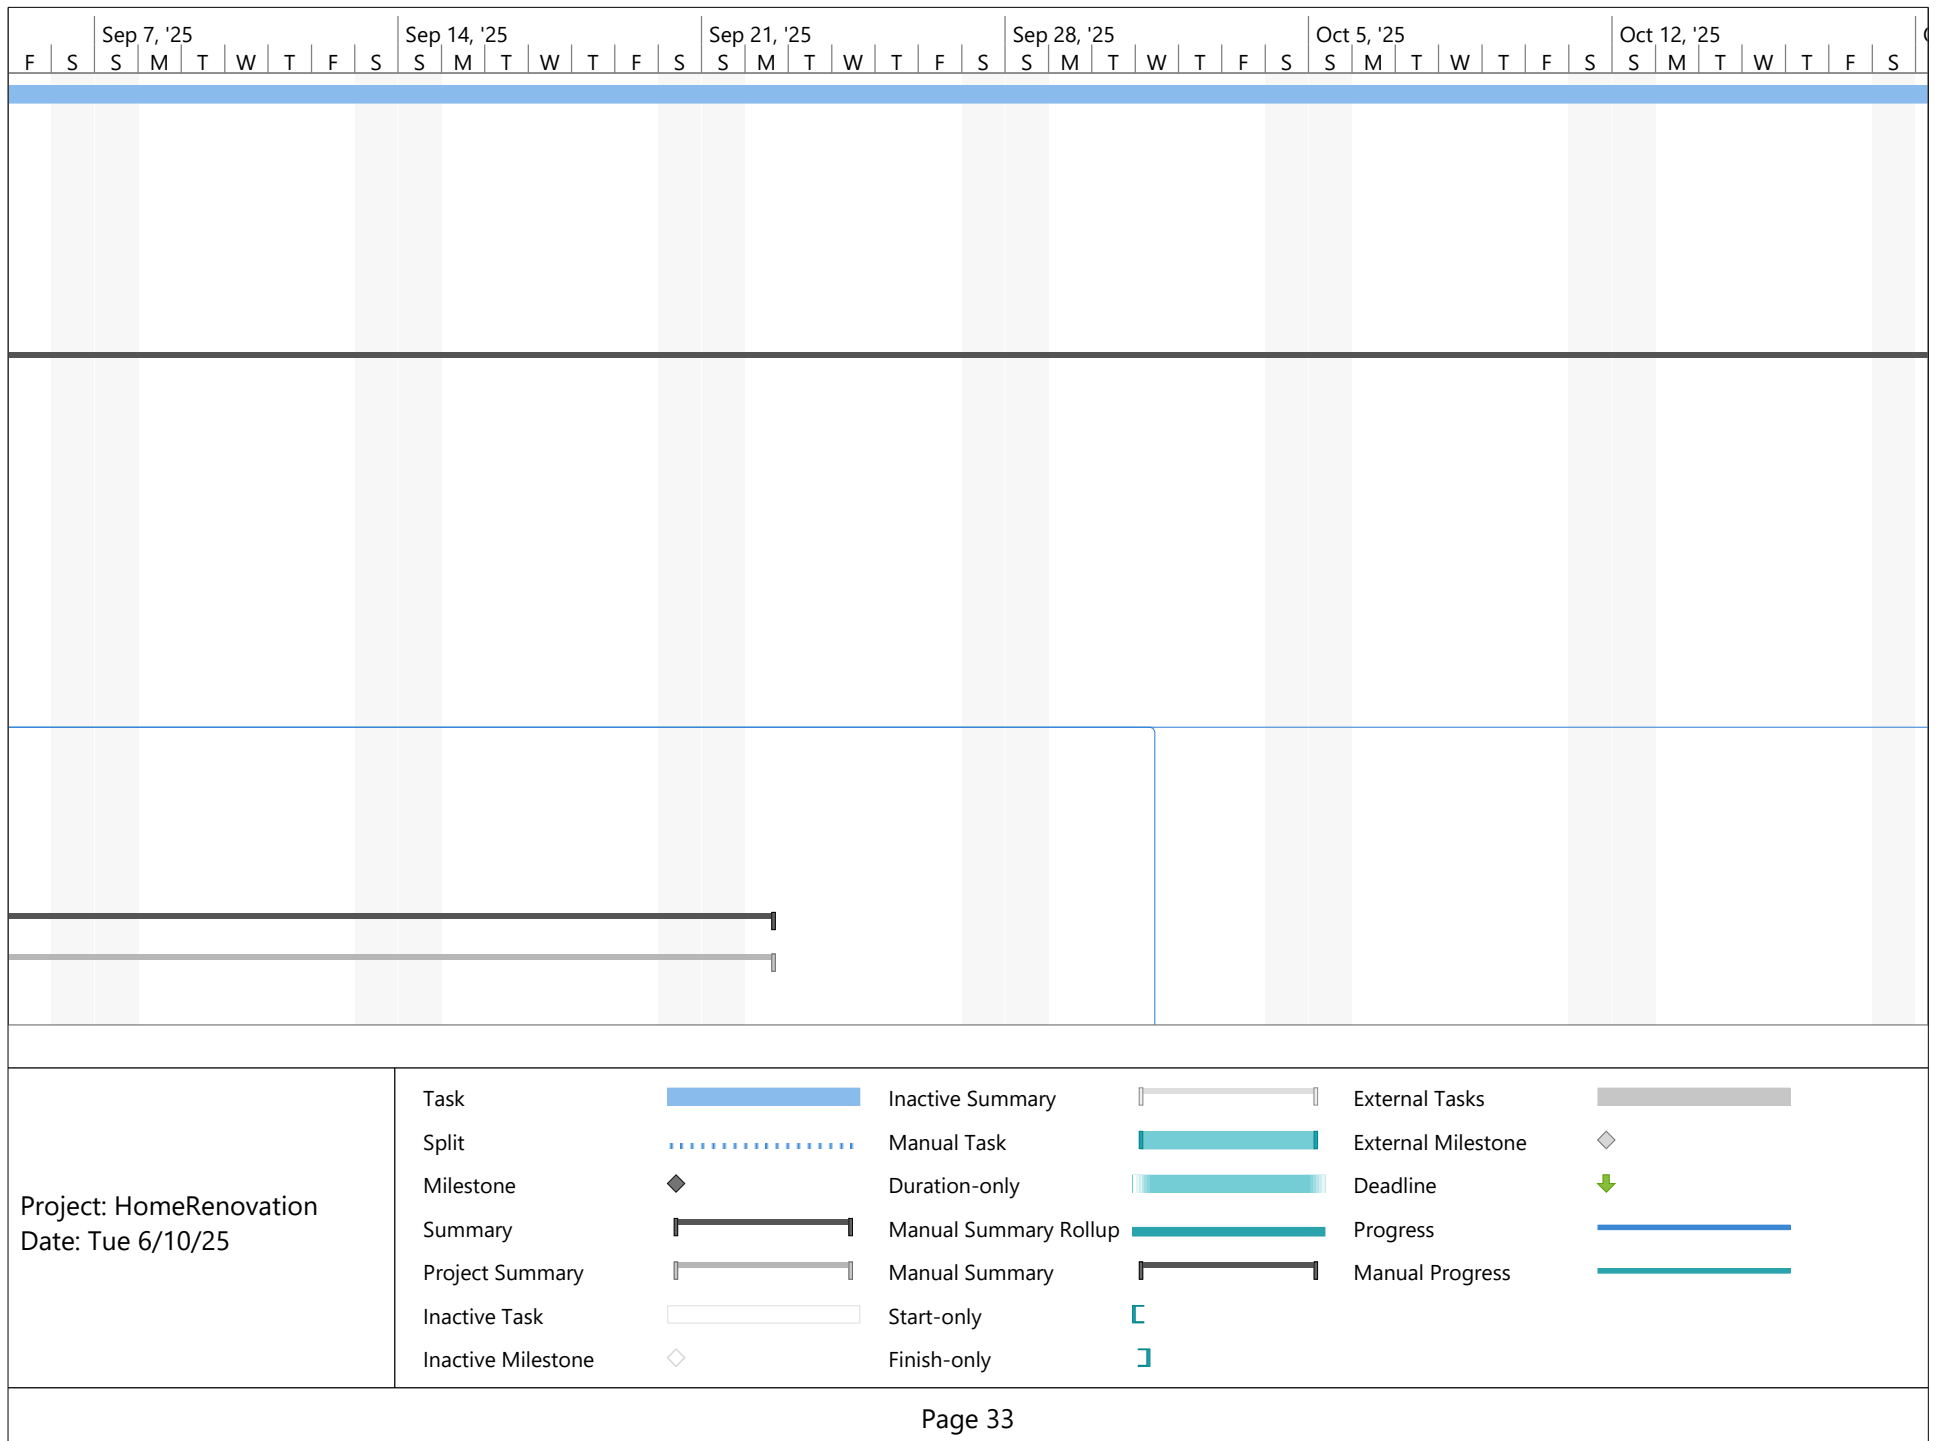 Sep 7, '25 Sep 14, '25 Sep 21, '25 Sep 28, '25 Oct 5, '25 Oct 12, '25
F S S M T W T F S S M T W T F S S M T W T F S S M T W T F S S M T W T F S S M T W T F S
Task Inactive Summary External Tasks
Split Manual Task External Milestone
Milestone Duration-only Deadline
Project: HomeRenovation
Date: Tue 6/10/25
Summary Manual Summary Rollup Progress
Project Summary Manual Summary Manual Progress
Inactive Task Start-only
Inactive Milestone Finish-only
Page 33